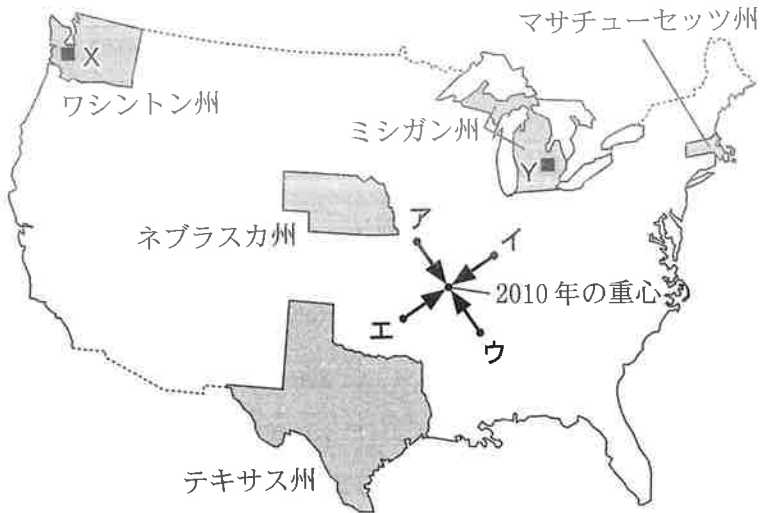 マサチューセッツ州
X
ワシントン州
ミシガン州
Y
ネブラスカ州
ア
イ
2010年の重心
エ
ウ
テキサス州